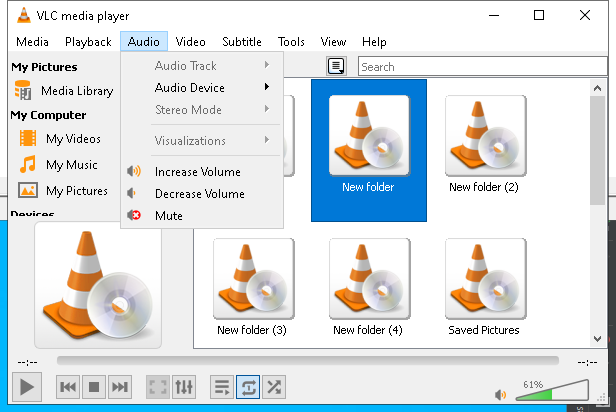 VLC media player
Media Playback Audio Video Subtitle Tools View Help
My Pictures
Media Library
My Computer
My Videos
My Music
My Pictures
Devices
Audio Track
Audio Device
Stereo Mode
Visualizations
Increase Volume
Decrease Volume
Mute
Search
New folder
New folder (2)
New folder (3)
New folder (4)
Saved Pictures
--:--
--:--
61%